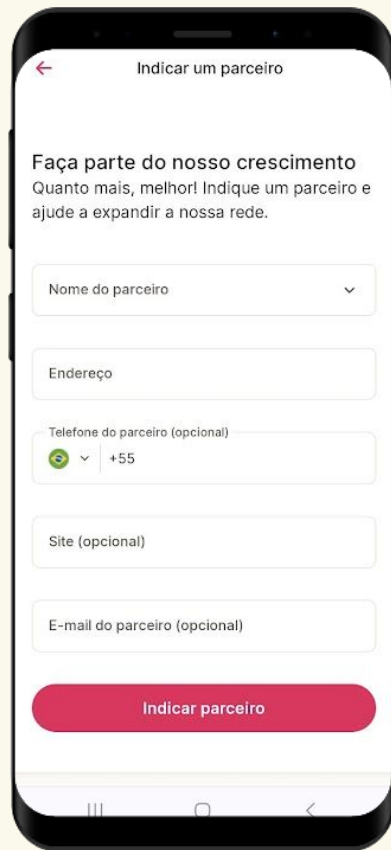 Indicar um parceiro
Faça parte do nosso crescimento
Quanto mais, melhor! Indique um parceiro e
ajude a expandir a nossa rede.
Nome do parceiro
Endereço
Telefone do parceiro (opcional)
+55
Site (opcional)
E-mail do parceiro (opcional)
Indicar parceiro